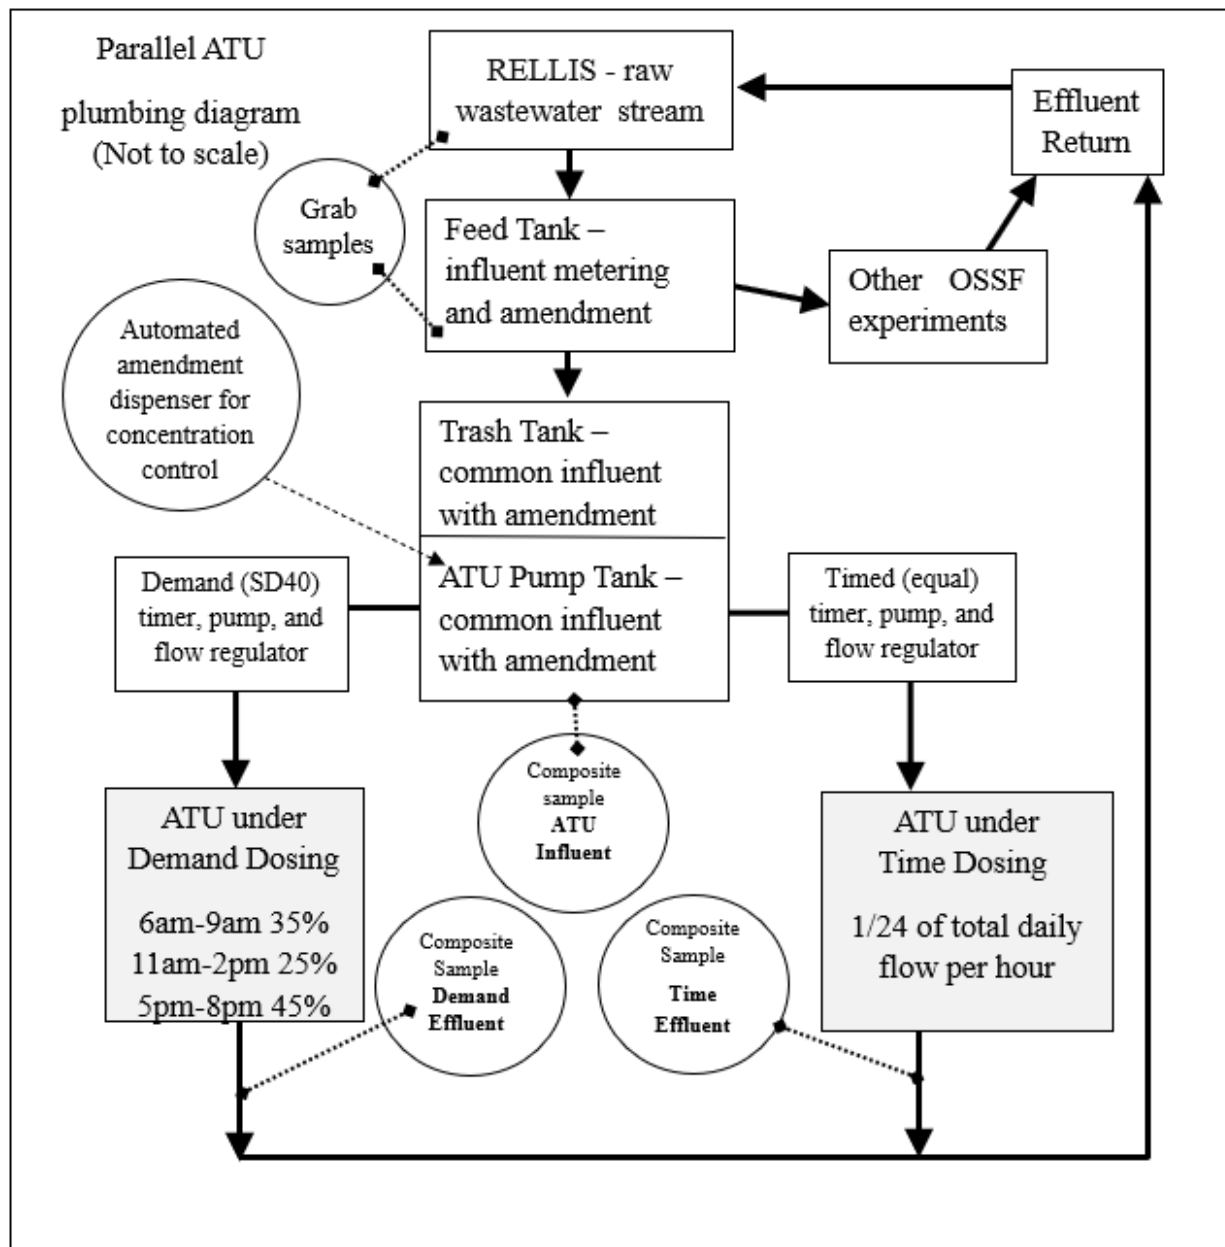 Parallel ATU
plumbing diagram
(Not to scale)
RELLIS - raw
wastewater stream
Effluent
Return
Grab
samples
Feed Tank –
influent metering
and amendment
Other OSSF
experiments
Automated
amendment
dispenser for
concentration
control
Trash Tank –
common influent
with amendment
ATU Pump Tank –
common influent
with amendment
Demand (SD40)
timer, pump, and
flow regulator
Timed (equal)
timer, pump, and
flow regulator
Composite
sample
ATU
Influent
ATU under
Demand Dosing
6am-9am 35%
11am-2pm 25%
5pm-8pm 45%
ATU under
Time Dosing
1/24 of total daily
flow per hour
Composite
Sample
Demand
Effluent
Composite
Sample
Time
Effluent